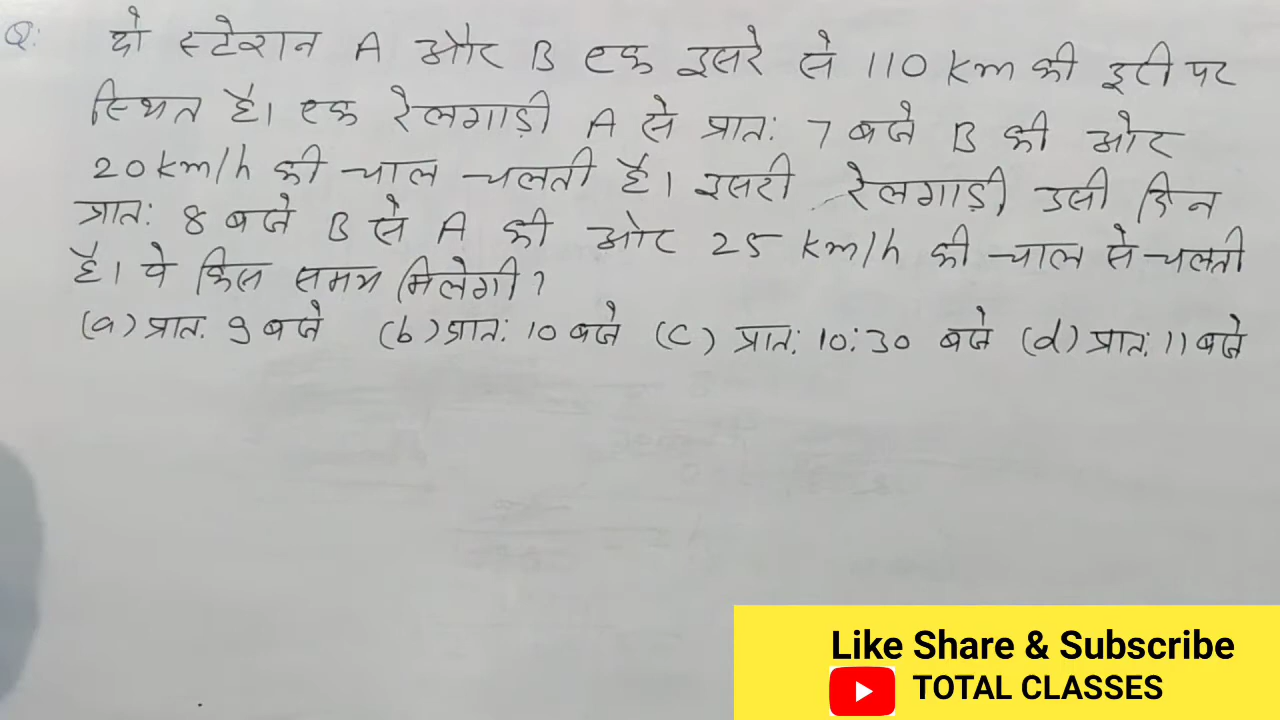 Q: दो स्टेशन A और B एक दूसरे से 110 km की दूरी पर
स्थित है। एक रेलगाड़ी A से प्रातः 7 बजे B की ओर
20 km/h की चाल चलती है। दूसरी रेलगाड़ी उसी दिन
प्रातः 8 बजे B से A की ओर 25 km/h की चाल से चलती
है। वे किस समय मिलेगी?
(a) प्रातः 9 बजे (b) प्रातः 10 बजे (c) प्रातः 10:30 बजे (d) प्रातः 11 बजे
Like Share & Subscribe
TOTAL CLASSES